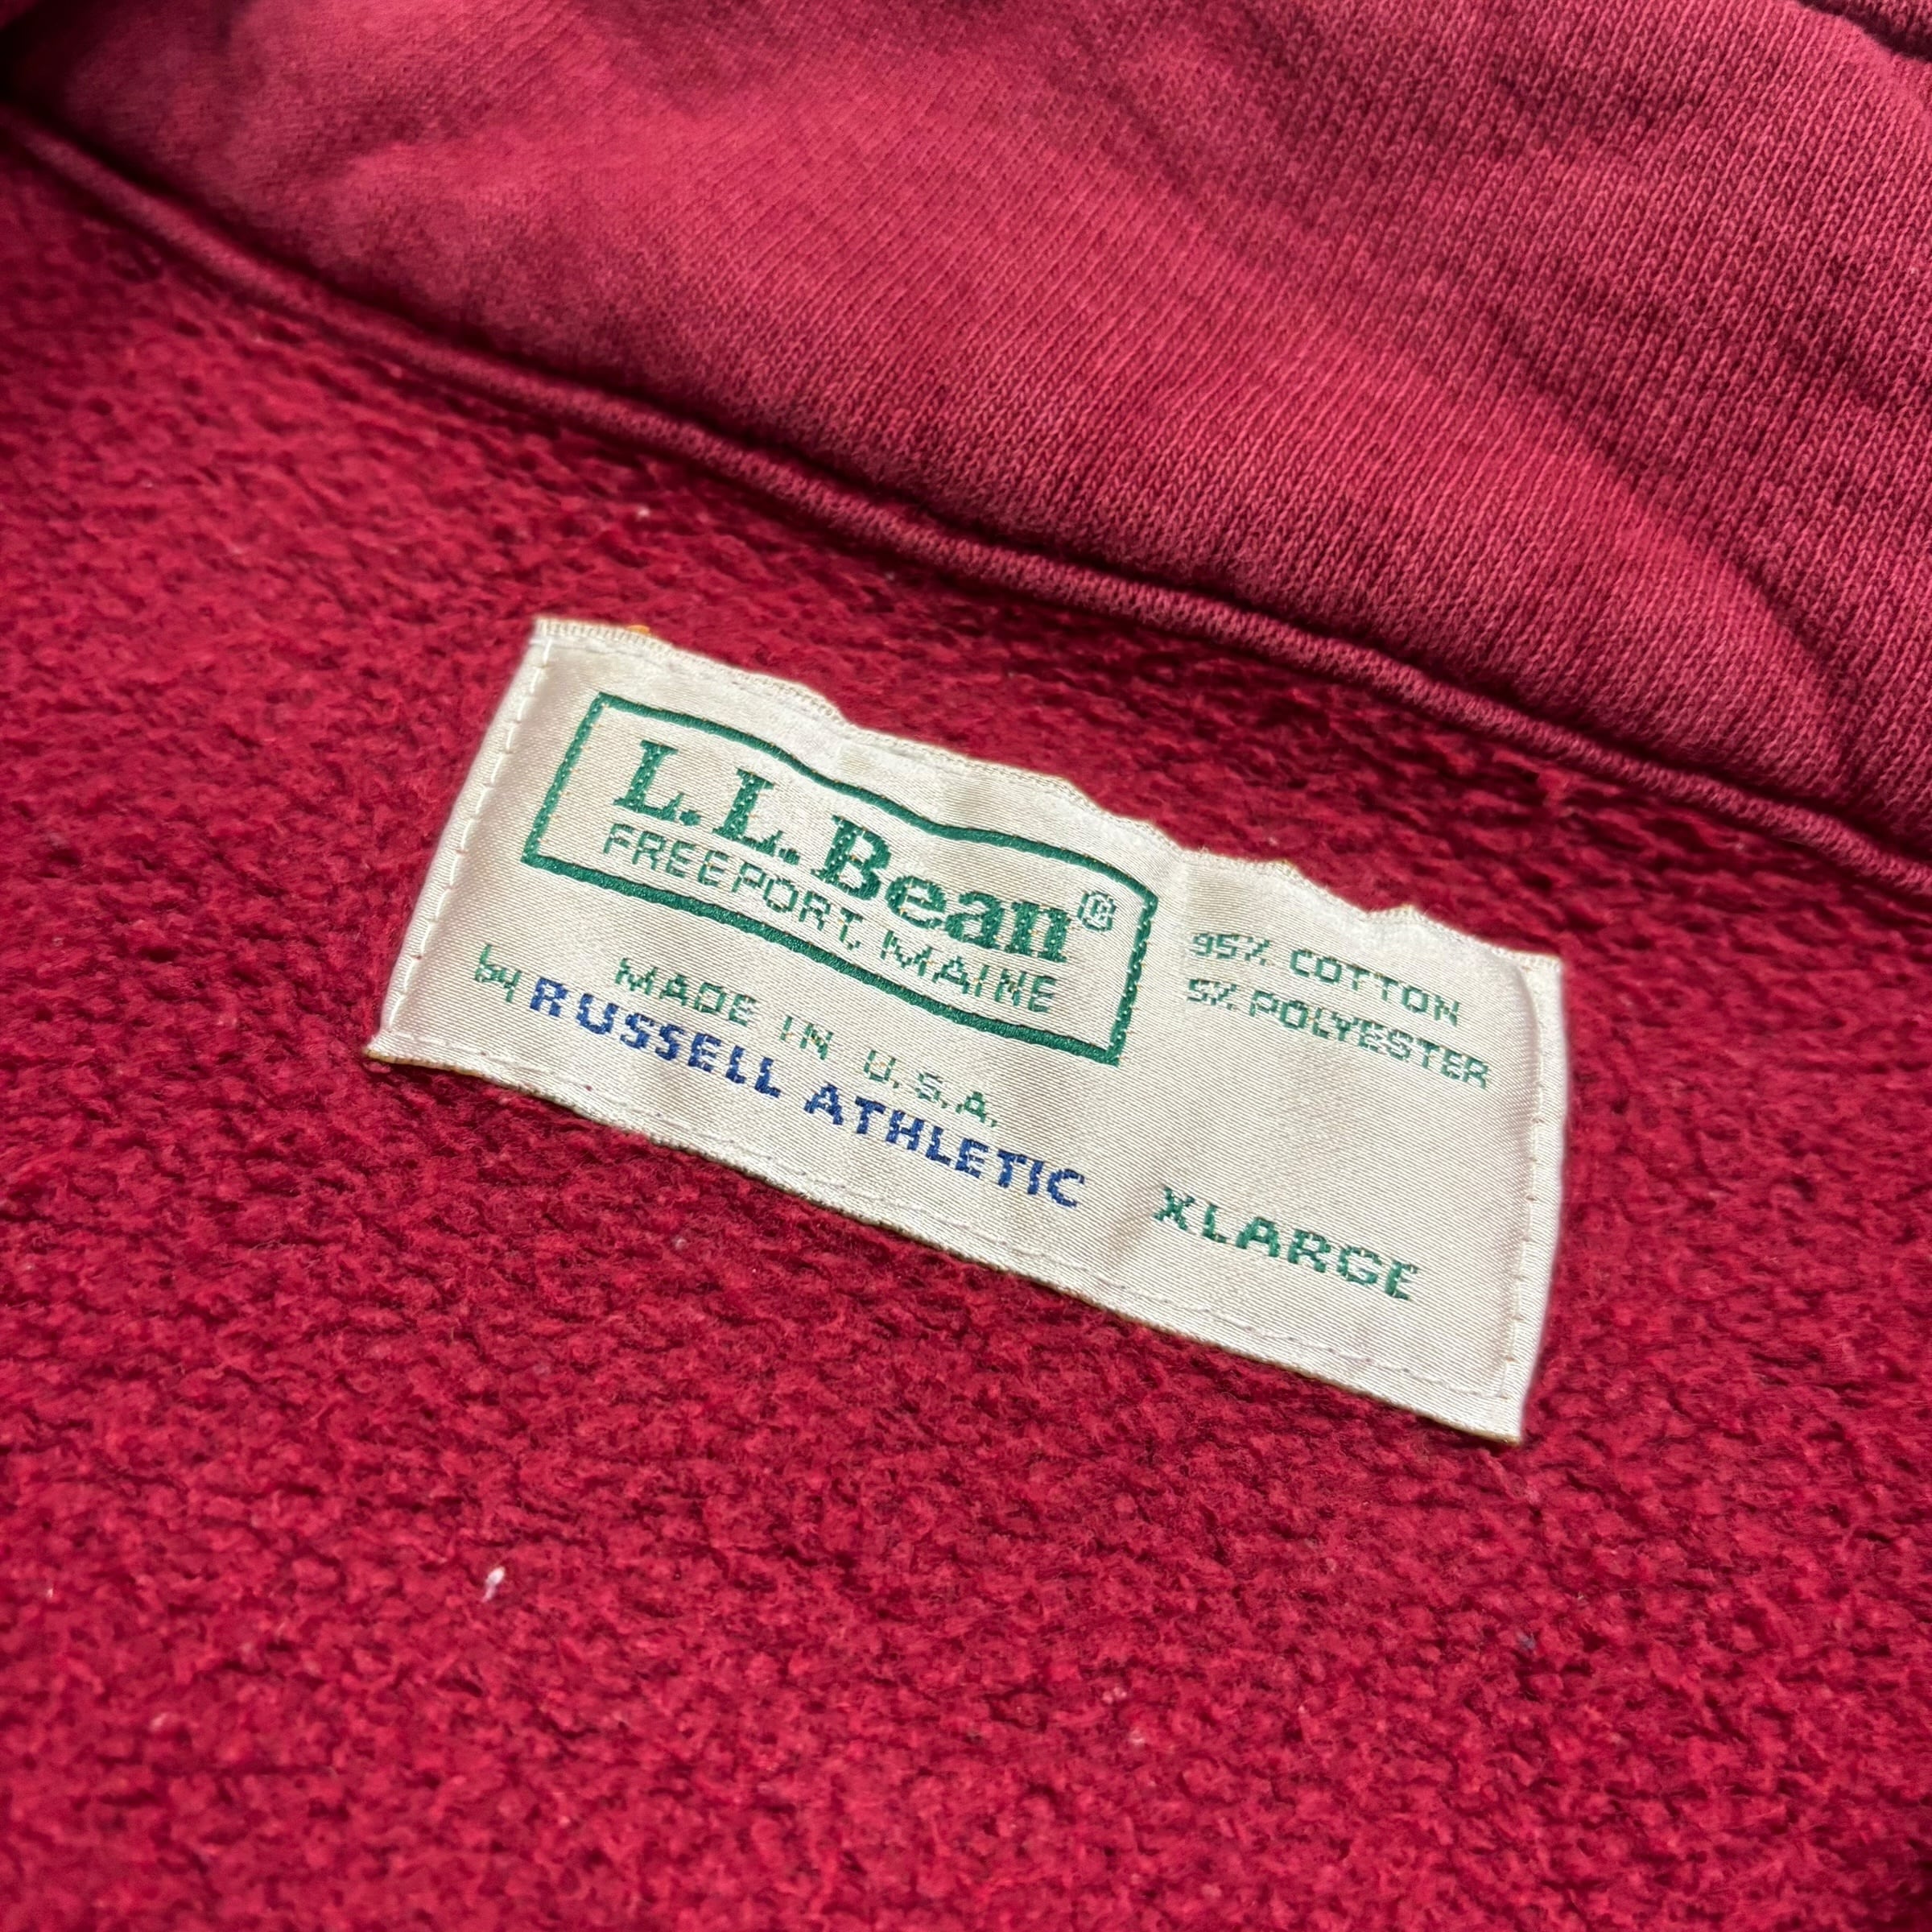 L.L.Bean®
FREEPORT, MAINE
MADE IN U.S.A.
by RUSSELL ATHLETIC
95% COTTON
5% POLYESTER
XLARGE